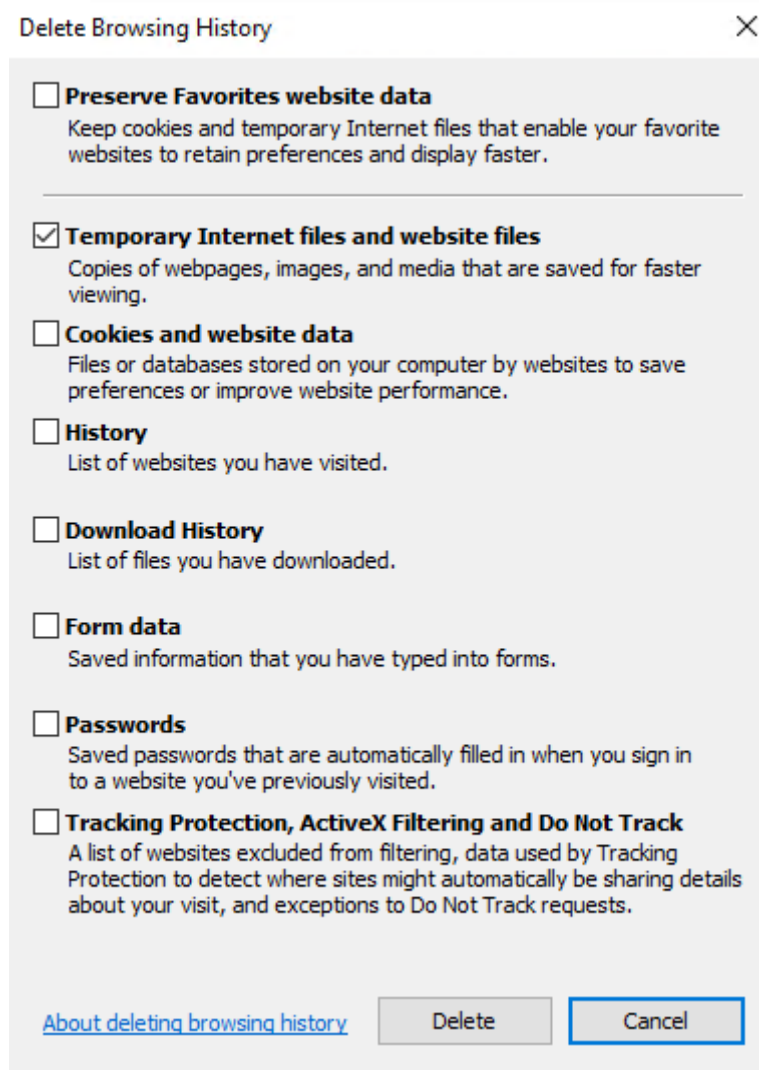 Delete Browsing History
Preserve Favorites website data
Keep cookies and temporary Internet files that enable your favorite
websites to retain preferences and display faster.
Temporary Internet files and website files
Copies of webpages, images, and media that are saved for faster
viewing.
Cookies and website data
Files or databases stored on your computer by websites to save
preferences or improve website performance.
History
List of websites you have visited.
Download History
List of files you have downloaded.
Form data
Saved information that you have typed into forms.
Passwords
Saved passwords that are automatically filled in when you sign in
to a website you've previously visited.
Tracking Protection, ActiveX Filtering and Do Not Track
A list of websites excluded from filtering, data used by Tracking
Protection to detect where sites might automatically be sharing details
about your visit, and exceptions to Do Not Track requests.
About deleting browsing history Delete Cancel